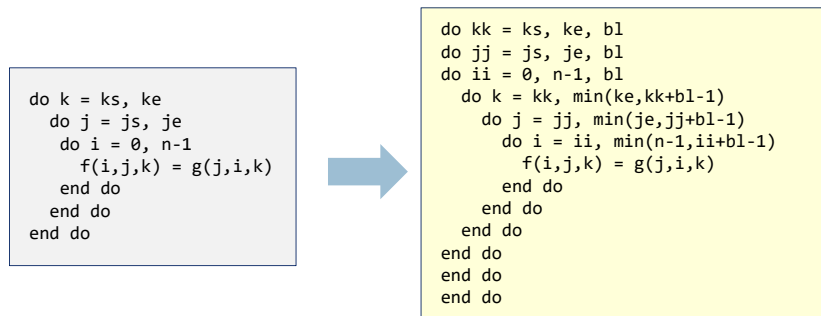 do k = ks, ke
  do j = js, je
   do i = 0, n-1
     f(i,j,k) = g(j,i,k)
   end do
  end do
end do
do kk = ks, ke, bl
do jj = js, je, bl
do ii = 0, n-1, bl
  do k = kk, min(ke,kk+bl-1)
    do j = jj, min(je,jj+bl-1)
      do i = ii, min(n-1,ii+bl-1)
        f(i,j,k) = g(j,i,k)
      end do
    end do
  end do
end do
end do
end do